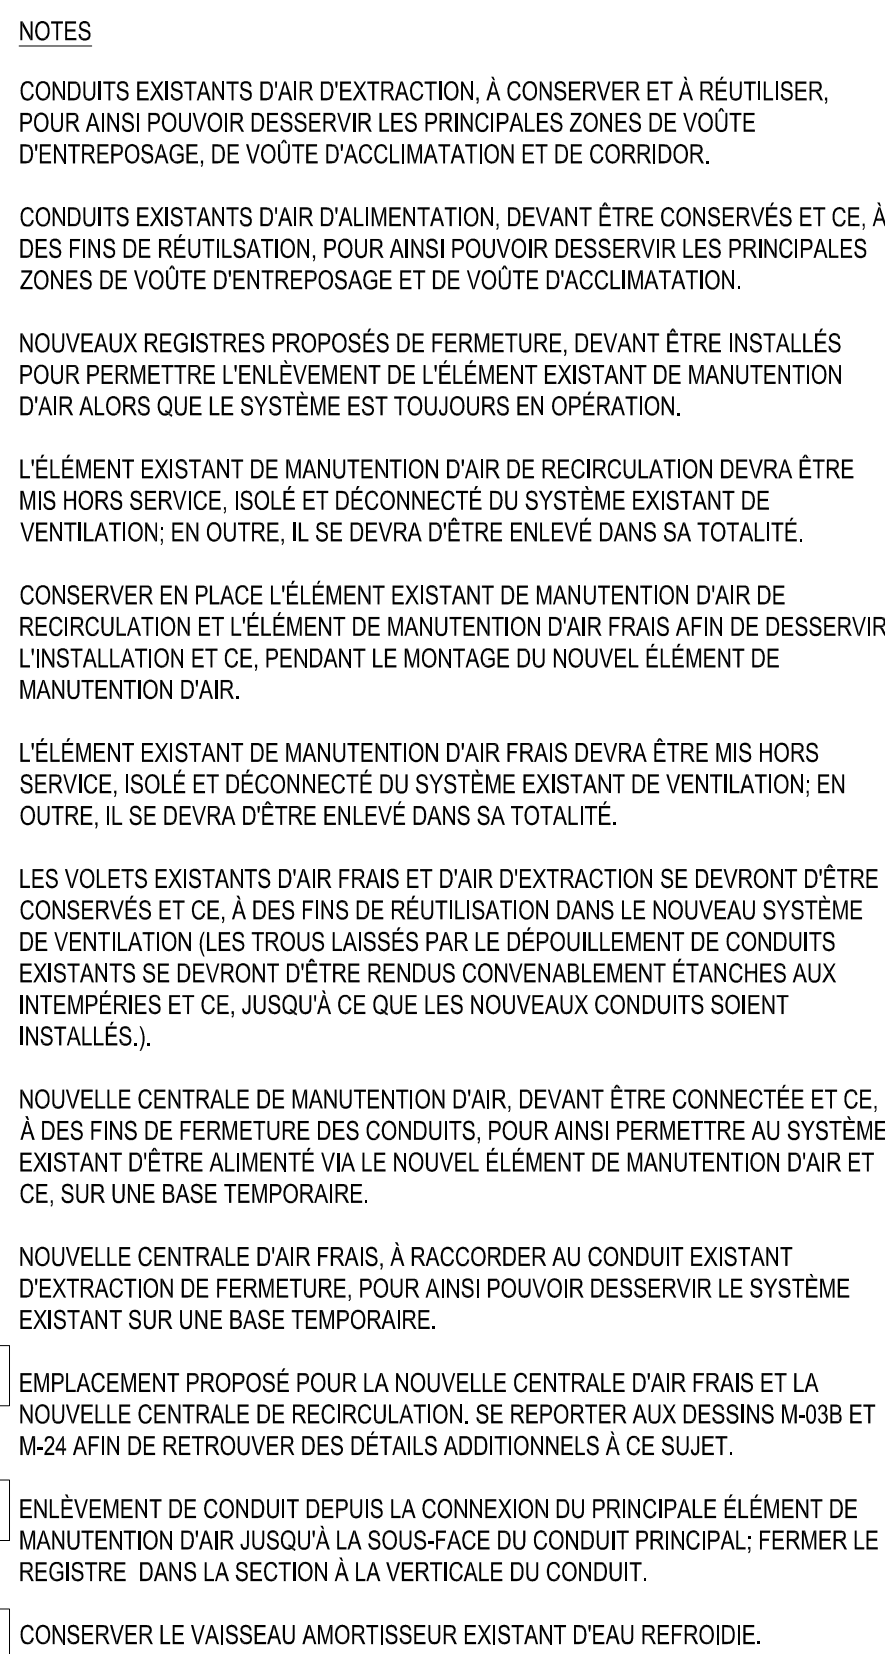 NOTES
CONDUITS EXISTANTS D'AIR D'EXTRACTION, À CONSERVER ET À RÉUTILISER,
POUR AINSI POUVOIR DESSERVIR LES PRINCIPALES ZONES DE VOÛTE
D'ENTREPOSAGE, DE VOÛTE D'ACCLIMATATION ET DE CORRIDOR.
CONDUITS EXISTANTS D'AIR D'ALIMENTATION, DEVANT ÊTRE CONSERVÉS ET CE, À
DES FINS DE RÉUTILSATION, POUR AINSI POUVOIR DESSERVIR LES PRINCIPALES
ZONES DE VOÛTE D'ENTREPOSAGE ET DE VOÛTE D'ACCLIMATATION.
NOUVEAUX REGISTRES PROPOSÉS DE FERMETURE, DEVANT ÊTRE INSTALLÉS
POUR PERMETTRE L'ENLÈVEMENT DE L'ÉLÉMENT EXISTANT DE MANUTENTION
D'AIR ALORS QUE LE SYSTÈME EST TOUJOURS EN OPÉRATION.
L'ÉLÉMENT EXISTANT DE MANUTENTION D'AIR DE RECIRCULATION DEVRA ÊTRE
MIS HORS SERVICE, ISOLÉ ET DÉCONNECTÉ DU SYSTÈME EXISTANT DE
VENTILATION; EN OUTRE, IL SE DEVRA D'ÊTRE ENLEVÉ DANS SA TOTALITÉ.
CONSERVER EN PLACE L'ÉLÉMENT EXISTANT DE MANUTENTION D'AIR DE
RECIRCULATION ET L'ÉLÉMENT DE MANUTENTION D'AIR FRAIS AFIN DE DESSERVIR
L'INSTALLATION ET CE, PENDANT LE MONTAGE DU NOUVEL ÉLÉMENT DE
MANUTENTION D'AIR.
L'ÉLÉMENT EXISTANT DE MANUTENTION D'AIR FRAIS DEVRA ÊTRE MIS HORS
SERVICE, ISOLÉ ET DÉCONNECTÉ DU SYSTÈME EXISTANT DE VENTILATION; EN
OUTRE, IL SE DEVRA D'ÊTRE ENLEVÉ DANS SA TOTALITÉ.
LES VOLETS EXISTANTS D'AIR FRAIS ET D'AIR D'EXTRACTION SE DEVRONT D'ÊTRE
CONSERVÉS ET CE, À DES FINS DE RÉUTILISATION DANS LE NOUVEAU SYSTÈME
DE VENTILATION (LES TROUS LAISSÉS PAR LE DÉPOUILLEMENT DE CONDUITS
EXISTANTS SE DEVRONT D'ÊTRE RENDUS CONVENABLEMENT ÉTANCHES AUX
INTEMPÉRIES ET CE, JUSQU'À CE QUE LES NOUVEAUX CONDUITS SOIENT
INSTALLÉS.).
NOUVELLE CENTRALE DE MANUTENTION D'AIR, DEVANT ÊTRE CONNECTÉE ET CE,
À DES FINS DE FERMETURE DES CONDUITS, POUR AINSI PERMETTRE AU SYSTÈME
EXISTANT D'ÊTRE ALIMENTÉ VIA LE NOUVEL ÉLÉMENT DE MANUTENTION D'AIR ET
CE, SUR UNE BASE TEMPORAIRE.
NOUVELLE CENTRALE D'AIR FRAIS, À RACCORDER AU CONDUIT EXISTANT
D'EXTRACTION DE FERMETURE, POUR AINSI POUVOIR DESSERVIR LE SYSTÈME
EXISTANT SUR UNE BASE TEMPORAIRE.
EMPLACEMENT PROPOSÉ POUR LA NOUVELLE CENTRALE D'AIR FRAIS ET LA
NOUVELLE CENTRALE DE RECIRCULATION. SE REPORTER AUX DESSINS M-03B ET
M-24 AFIN DE RETROUVER DES DÉTAILS ADDITIONNELS À CE SUJET.
ENLÈVEMENT DE CONDUIT DEPUIS LA CONNEXION DU PRINCIPALE ÉLÉMENT DE
MANUTENTION D'AIR JUSQU'À LA SOUS-FACE DU CONDUIT PRINCIPAL; FERMER LE
REGISTRE DANS LA SECTION À LA VERTICALE DU CONDUIT.
CONSERVER LE VAISSEAU AMORTISSEUR EXISTANT D'EAU REFROIDIE.